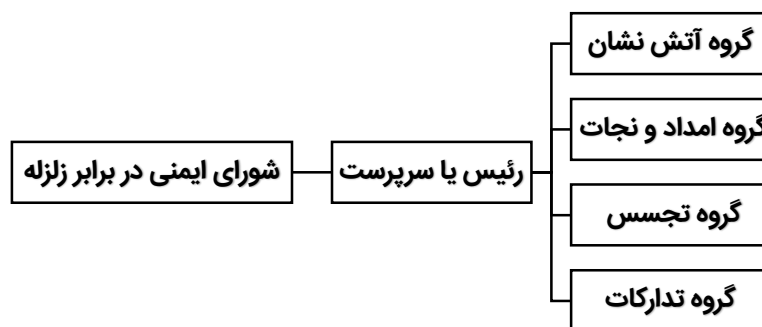 شورای ایمنی در برابر زلزله
رئیس یا سرپرست
گروه آتش نشان
گروه امداد و نجات
گروه تجسس
گروه تدارکات